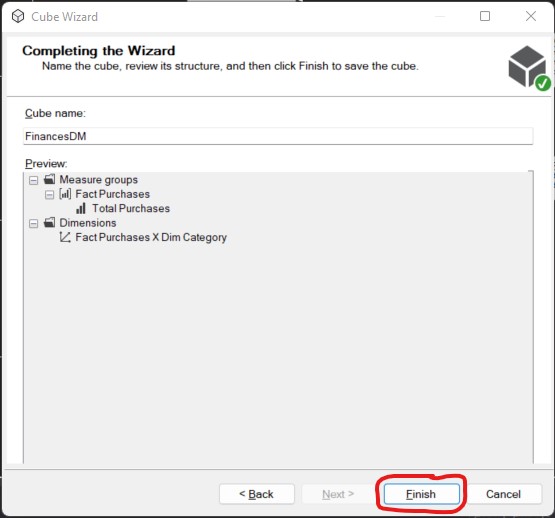 Cube Wizard
Completing the Wizard
Name the cube, review its structure, and then click Finish to save the cube.
Cube name:
FinancesDM
Preview:
Measure groups
Fact Purchases
Total Purchases
Dimensions
Fact Purchases X Dim Category
< Back
Next >
Finish
Cancel